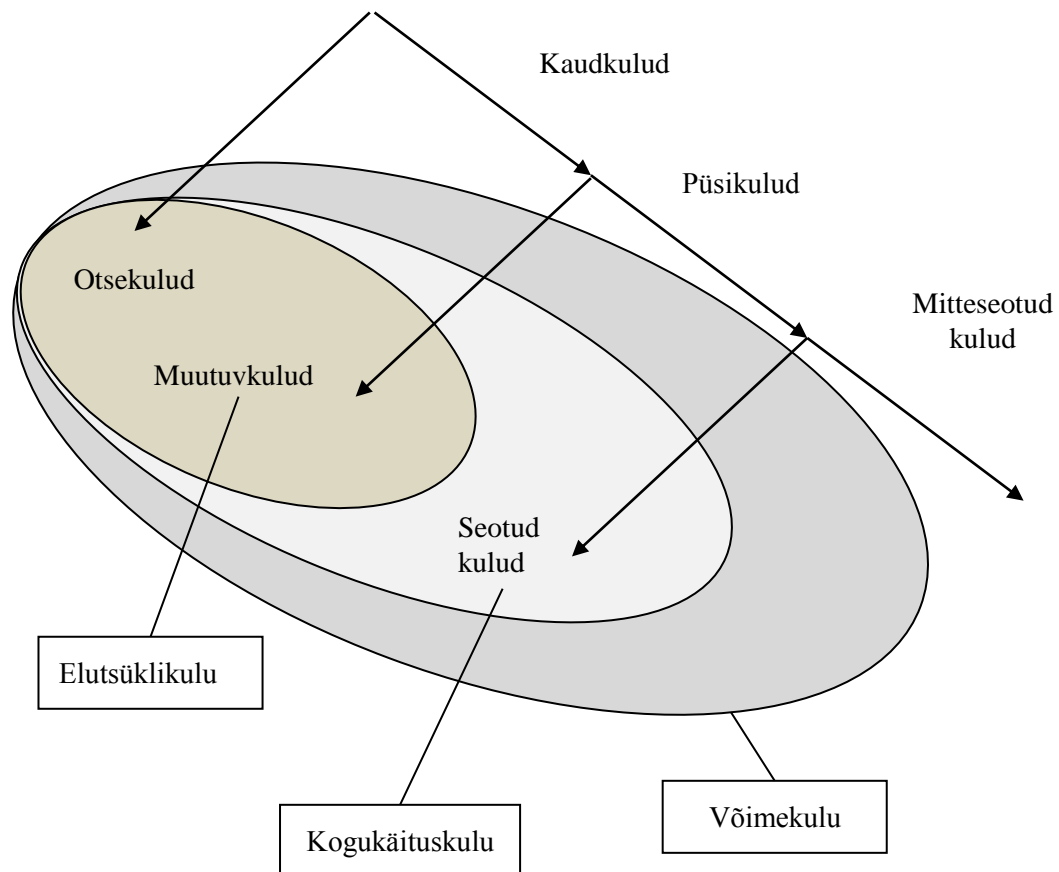 Kaudkulud
Püsikulud
Otsekulud
Mitteseotud
kulud
Muutuvkulud
Seotud
kulud
Elutsüklikulu
Võimekulu
Kogukäituskulu